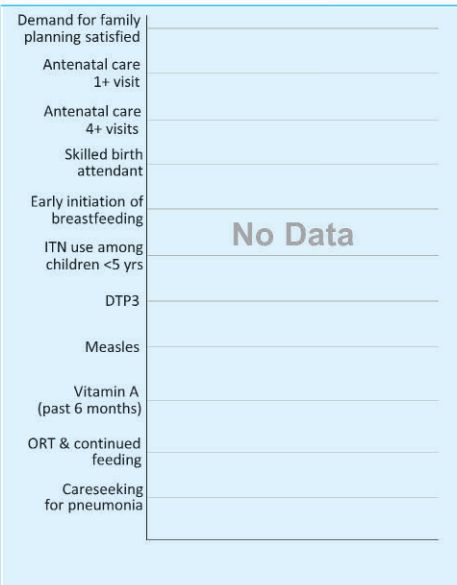 Demand for family
planning satisfied
Antenatal care
1+ visit
Antenatal care
4+ visits
Skilled birth
attendant
Early initiation of
breastfeeding
No Data
ITN use among
children <5 yrs
DTP3
Measles
Vitamin A
(past 6 months)
ORT & continued
feeding
Careseeking
for pneumonia